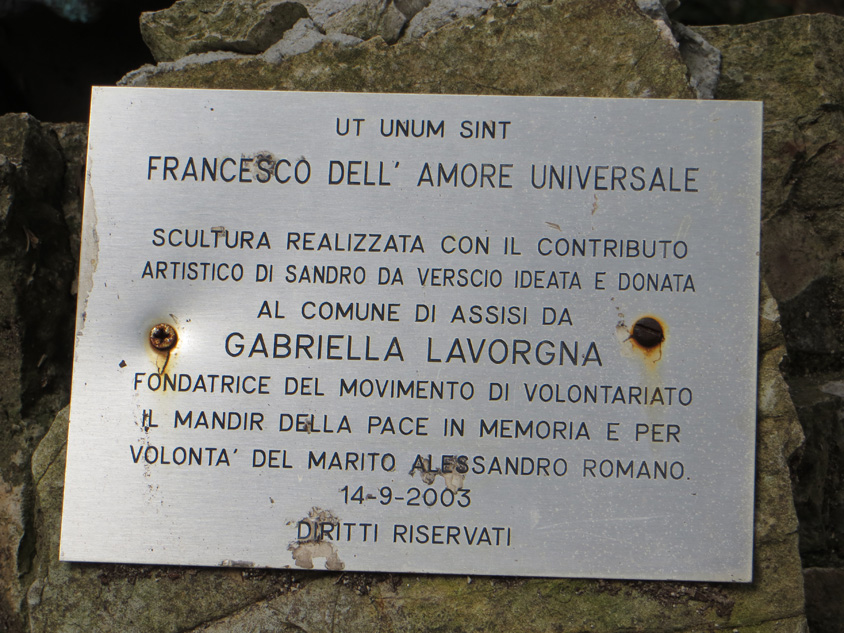 UT UNUM SINT
FRANCESCO DELL' AMORE UNIVERSALE
SCULTURA REALIZZATA CON IL CONTRIBUTO
ARTISTICO DI SANDRO DA VERSCIO IDEATA E DONATA
AL COMUNE DI ASSISI DA
GABRIELLA LAVORGNA
FONDATRICE DEL MOVIMENTO DI VOLONTARIATO
IL MANDIR DELLA PACE IN MEMORIA E PER
VOLONTA' DEL MARITO ALESSANDRO ROMANO.
14-9-2003
DIRITTI RISERVATI